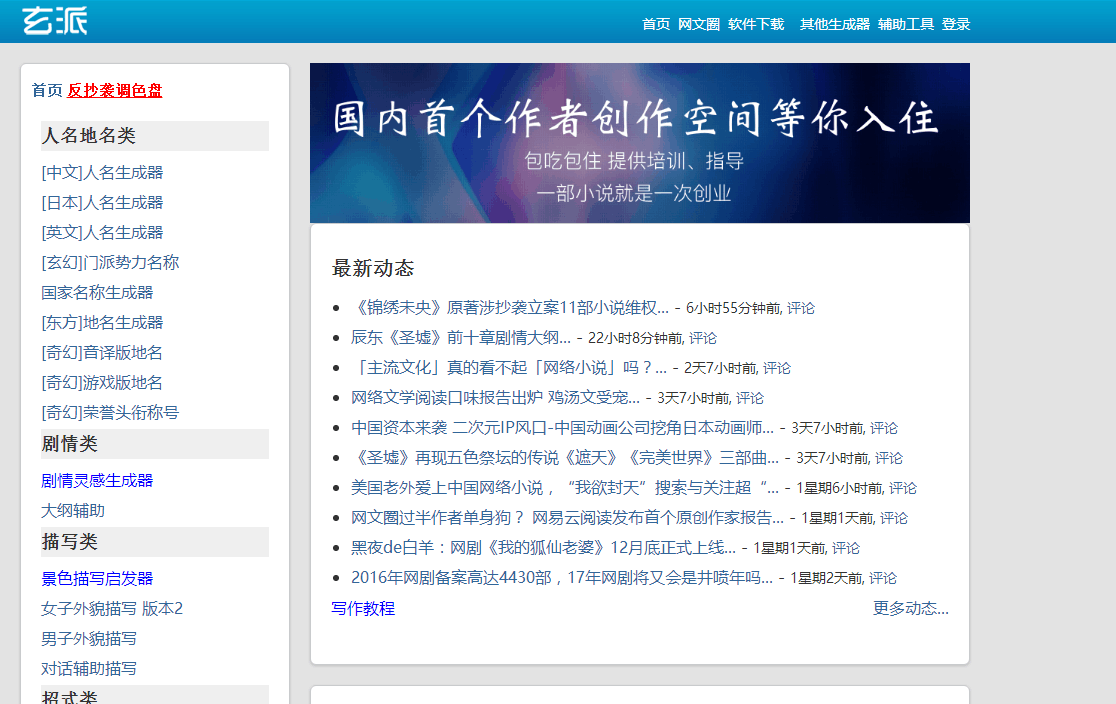 玄派
首页 网文圈 软件下载 其他生成器 辅助工具 登录
首页 反抄袭调色盘
人名地名类
[中文]人名生成器
[日本]人名生成器
[英文]人名生成器
[玄幻]门派势力名称
国家名称生成器
[东方]地名生成器
[奇幻]音译版地名
[奇幻]游戏版地名
[奇幻]荣誉头衔称号
剧情类
剧情灵感生成器
大纲辅助
描写类
景色描写启发器
女子外貌描写 版本2
男子外貌描写
对话辅助描写
招式类
国内首个作者创作空间等你入住
包吃包住 提供培训、指导
一部小说就是一次创业
最新动态
《锦绣未央》原著涉抄袭立案11部小说维权... - 6小时55分钟前, 评论
辰东《圣墟》前十章剧情大纲... - 22小时8分钟前, 评论
「主流文化」真的看不起「网络小说」吗？... - 2天7小时前, 评论
网络文学阅读口味报告出炉 鸡汤文受宠... - 3天7小时前, 评论
中国资本来袭 二次元IP风口-中国动画公司挖角日本动画师... - 3天7小时前, 评论
《圣墟》再现五色祭坛的传说《遮天》《完美世界》三部曲... - 3天7小时前, 评论
美国老外爱上中国网络小说，“我欲封天”搜索与关注超“... - 1星期6小时前, 评论
网文圈过半作者单身狗？ 网易云阅读发布首个原创作家报告... - 1星期1天前, 评论
黑夜de白羊：网剧《我的狐仙老婆》12月底正式上线... - 1星期1天前, 评论
2016年网剧备案高达4430部，17年网剧将又会是井喷年吗... - 1星期2天前, 评论
写作教程 更多动态...